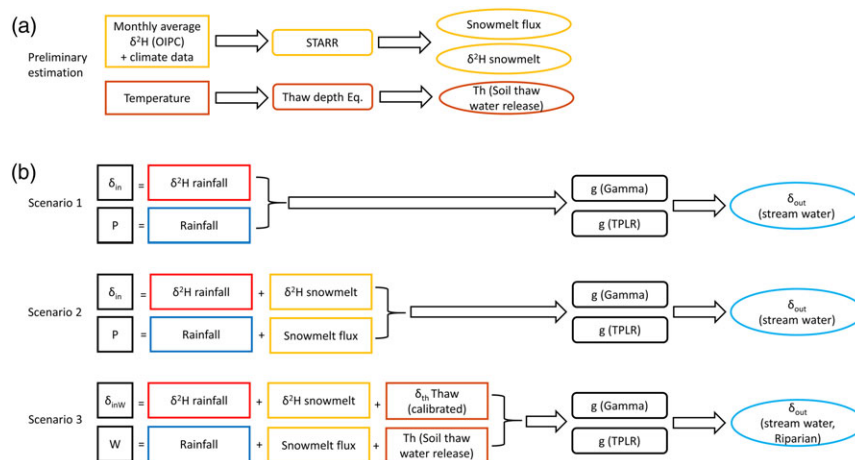 (a)
Preliminary
estimation
Monthly average
δ²H (OIPC)
+ climate data
STARR
Snowmelt flux
δ²H snowmelt
Temperature
Thaw depth Eq.
Th (Soil thaw
water release)
(b)
Scenario 1
δin = δ²H rainfall
P = Rainfall
g (Gamma)
g (TPLR)
δout
(stream water)
Scenario 2
δin = δ²H rainfall + δ²H snowmelt
P = Rainfall + Snowmelt flux
g (Gamma)
g (TPLR)
δout
(stream water)
Scenario 3
δinW = δ²H rainfall + δ²H snowmelt + δth Thaw
(calibrated)
W = Rainfall + Snowmelt flux + Th (Soil thaw
water release)
g (Gamma)
g (TPLR)
δout
(stream water,
Riparian)